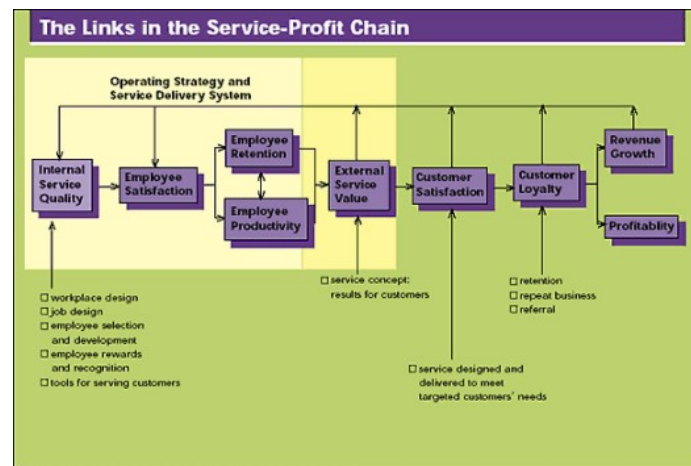 The Links in the Service-Profit Chain
Operating Strategy and
Service Delivery System
Internal
Service
Quality
Employee
Satisfaction
Employee
Retention
Employee
Productivity
External
Service
Value
Customer
Satisfaction
Customer
Loyalty
Revenue
Growth
Profitablity
□ workplace design
□ job design
□ employee selection
and development
□ employee rewards
and recognition
□ tools for serving customers
□ service concept:
results for customers
□ service designed and
delivered to meet
targeted customers' needs
□ retention
□ repeat business
□ referral